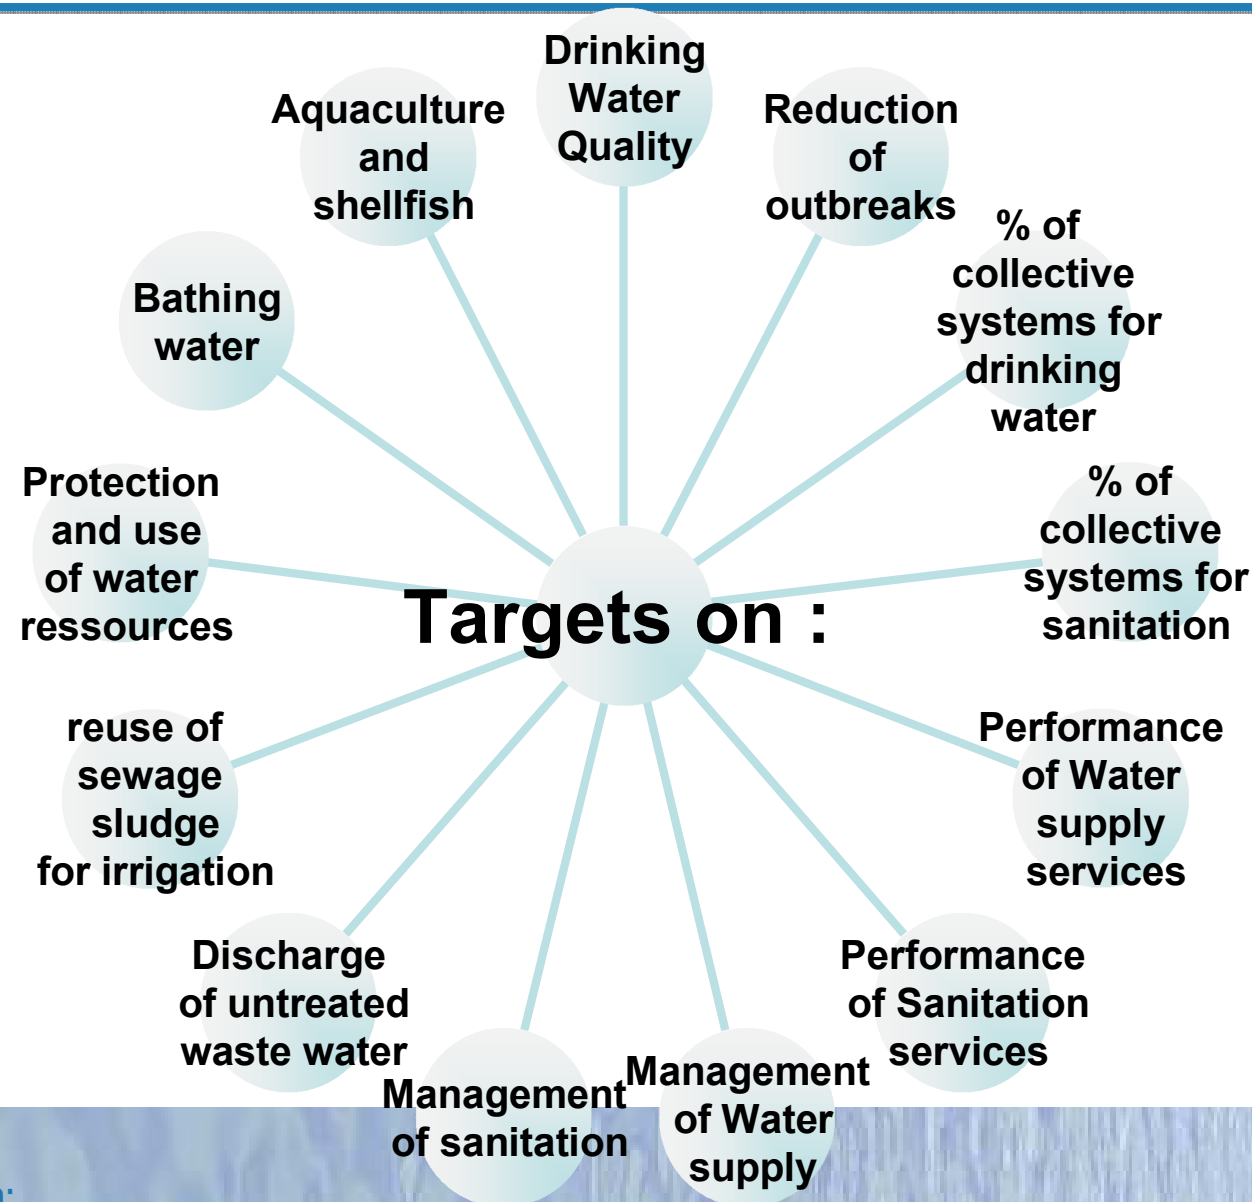 Drinking
Water
Quality
Reduction
of
outbreaks
% of
collective
systems for
drinking
water
% of
collective
systems for
sanitation
Performance
of Water
supply
services
Performance
of Sanitation
services
Management
of Water
supply
Management
of sanitation
Discharge
of untreated
waste water
reuse of
sewage
sludge
for irrigation
Protection
and use
of water
ressources
Bathing
water
Aquaculture
and
shellfish
Targets on :